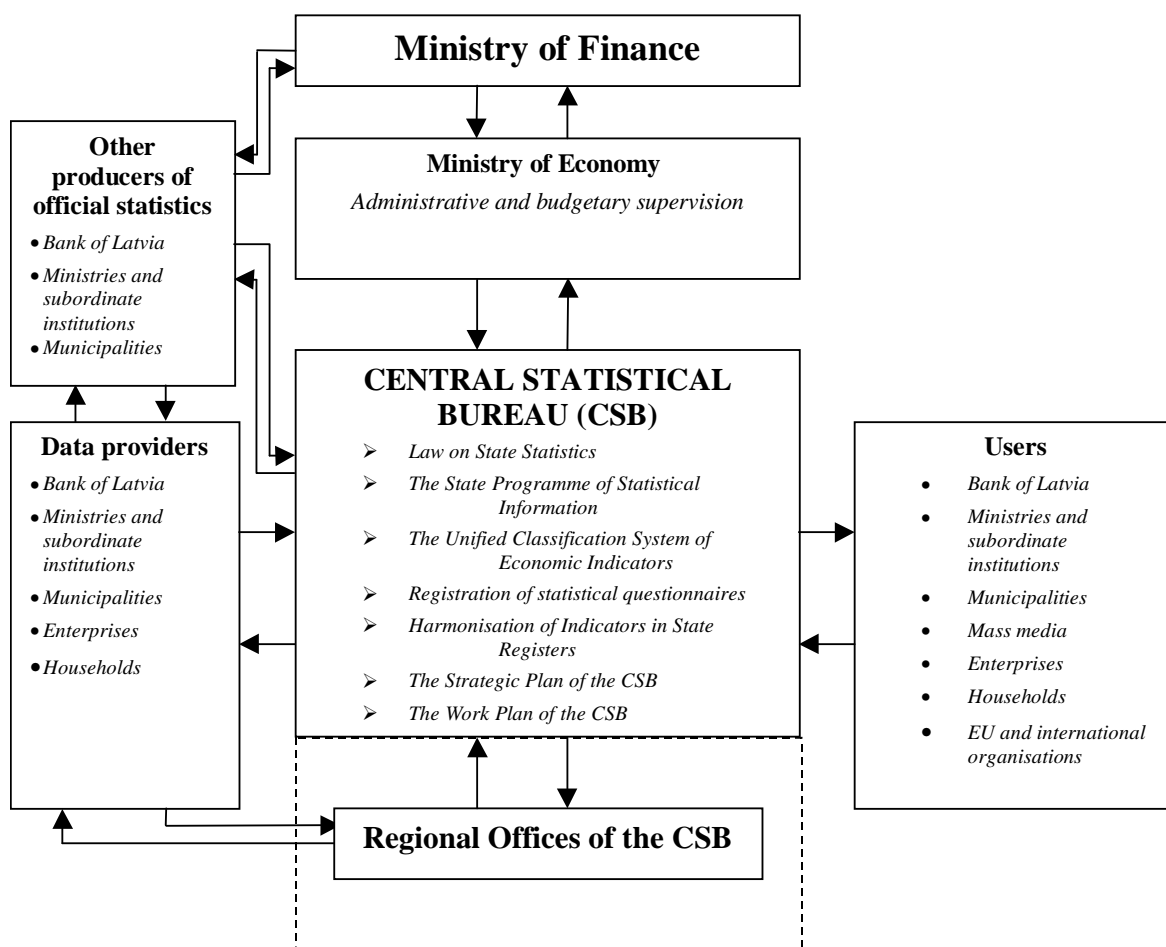 Ministry of Finance
Other
producers of
official statistics
• Bank of Latvia
• Ministries and
subordinate
institutions
• Municipalities
Ministry of Economy
Administrative and budgetary supervision
CENTRAL STATISTICAL
BUREAU (CSB)
➢ Law on State Statistics
➢ The State Programme of Statistical
Information
➢ The Unified Classification System of
Economic Indicators
➢ Registration of statistical questionnaires
➢ Harmonisation of Indicators in State
Registers
➢ The Strategic Plan of the CSB
➢ The Work Plan of the CSB
Data providers
• Bank of Latvia
• Ministries and
subordinate
institutions
• Municipalities
• Enterprises
• Households
Users
• Bank of Latvia
• Ministries and
subordinate
institutions
• Municipalities
• Mass media
• Enterprises
• Households
• EU and international
organisations
Regional Offices of the CSB